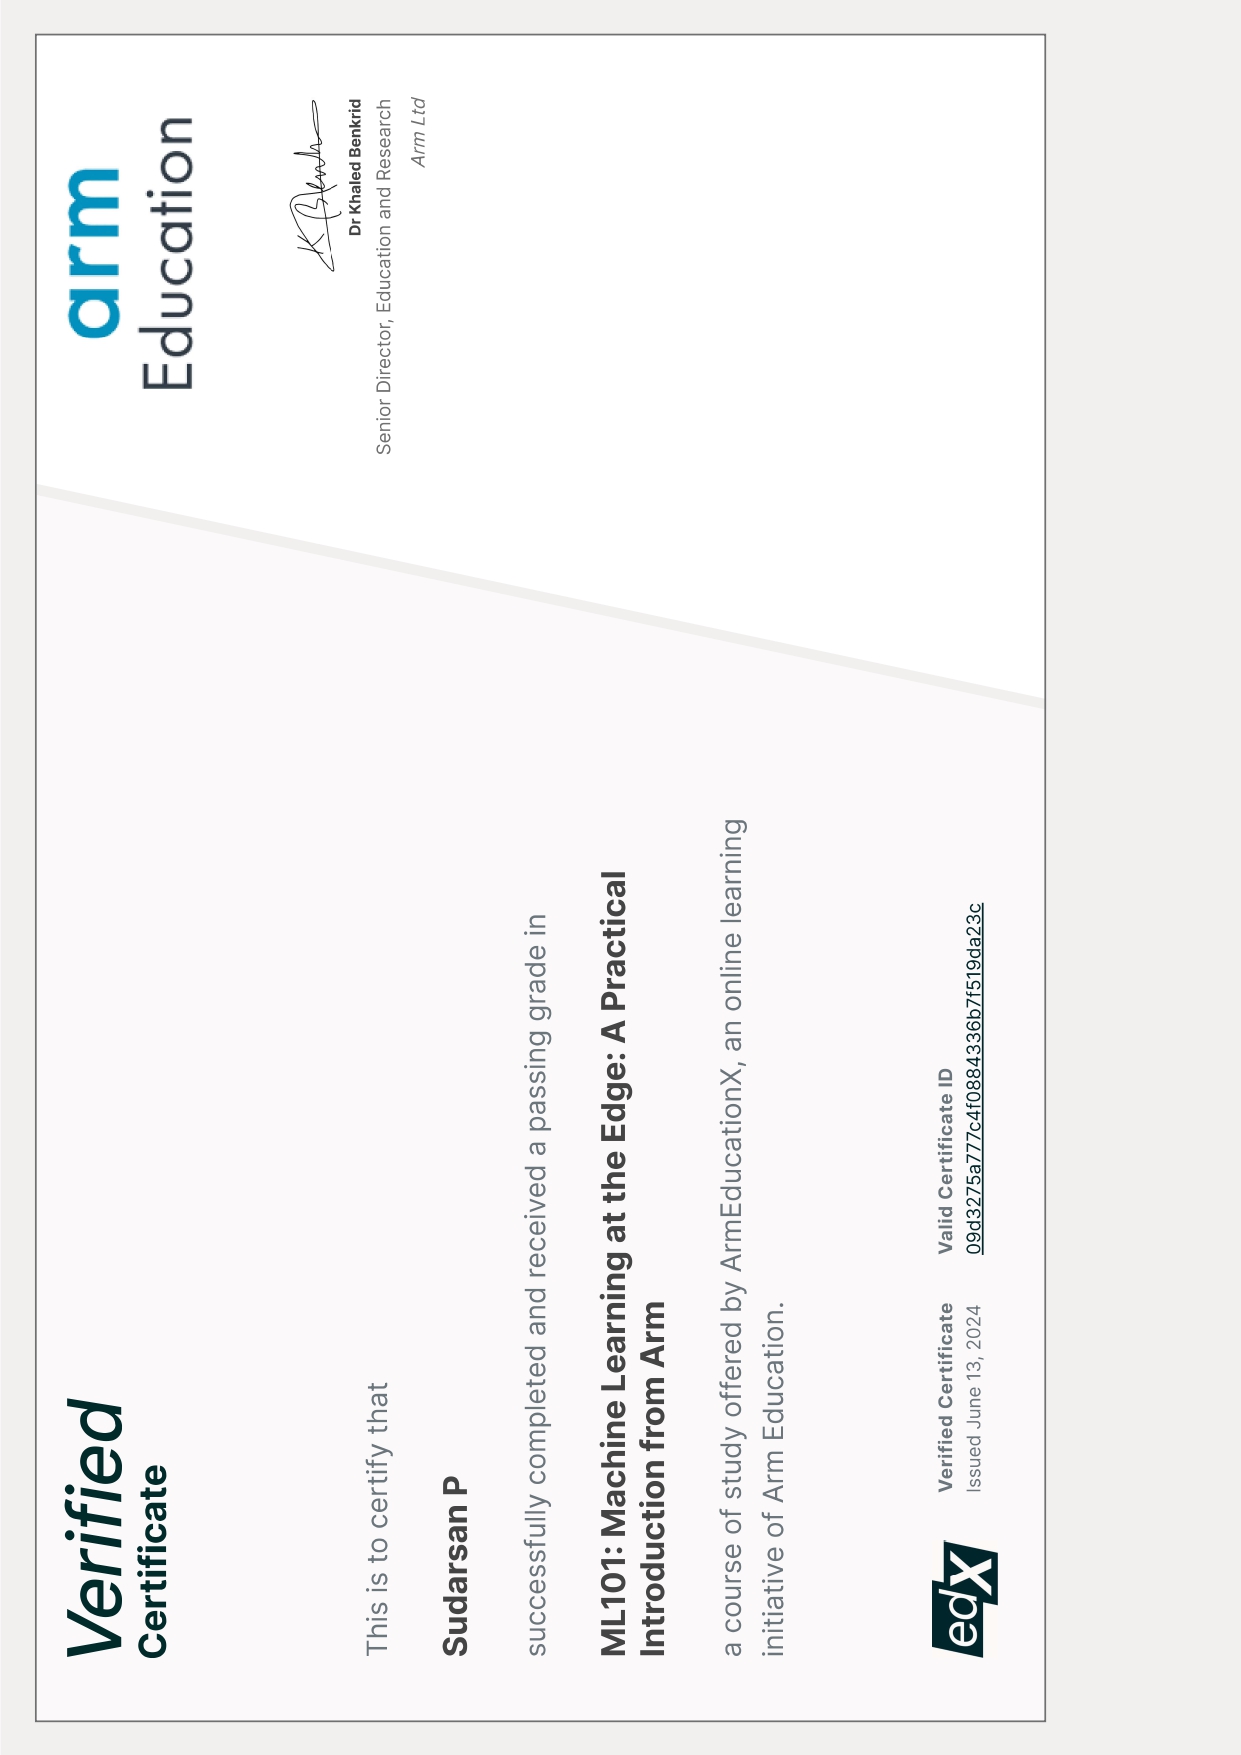 Verified
Certificate
arm
Education
K Benk
Dr Khaled Benkrid
Senior Director, Education and Research
Arm Ltd
This is to certify that
Sudarsan P
successfully completed and received a passing grade in
ML101: Machine Learning at the Edge: A Practical
Introduction from Arm
a course of study offered by ArmEducationX, an online learning
initiative of Arm Education.
edX
Verified Certificate
Issued June 13, 2024
Valid Certificate ID
09d3275a777c4f0884336b7f519da23c